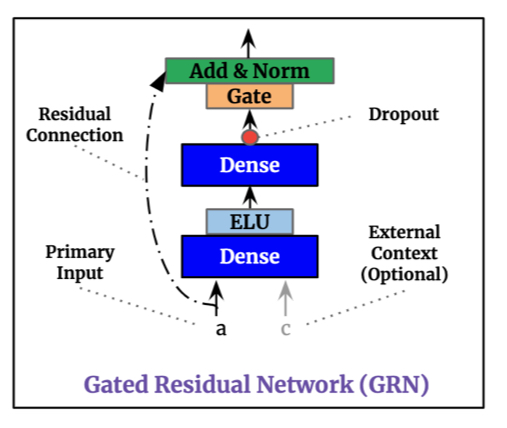 Add & Norm
Gate
Residual
Connection
Dropout
Dense
ELU
Dense
Primary
Input
External
Context
(Optional)
a
c
Gated Residual Network (GRN)